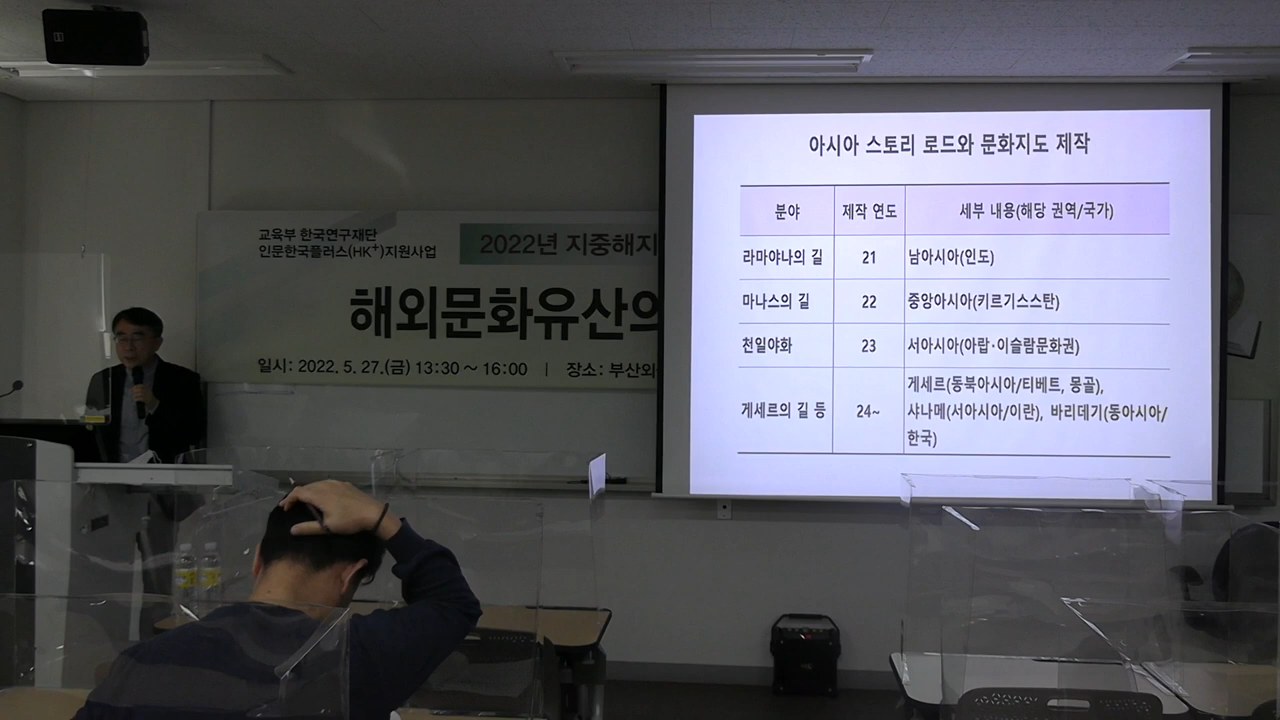 아시아 스토리 로드와 문화지도 제작
분야 제작 연도 세부 내용(해당 권역/국가)
라마야나의 길 21 남아시아(인도)
마나스의 길 22 중앙아시아(키르기스스탄)
천일야화 23 서아시아(아랍·이슬람문화권)
게세르의 길 등 24~ 게세르(동북아시아/티베트, 몽골),
샤나메(서아시아/이란), 바리데기(동아시아/
한국)
교육부 한국연구재단
인문한국플러스(HK+)지원사업
2022년 지중해지
해외문화유산의
일시: 2022. 5. 27.(금) 13:30 ~ 16:00 | 장소: 부산외